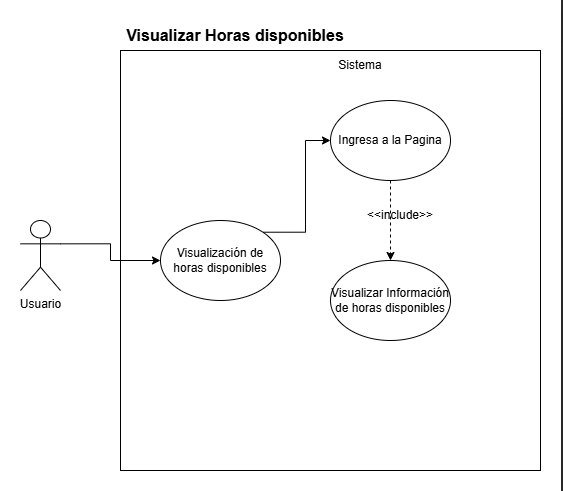 Visualizar Horas disponibles
Sistema
Ingresa a la Pagina
<<include>>
Visualización de
horas disponibles
Visualizar Información
de horas disponibles
Usuario